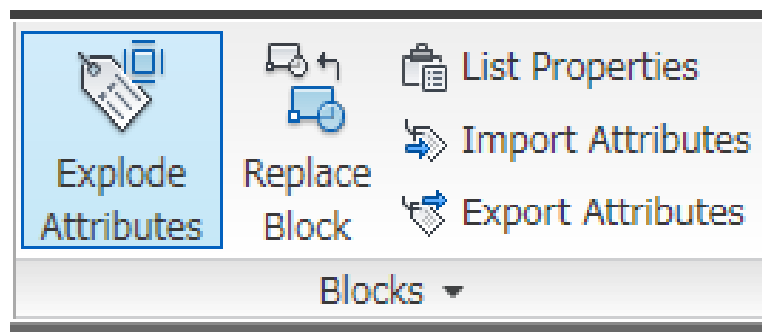 Explode
Attributes
Replace
Block
List Properties
Import Attributes
Export Attributes
Blocks